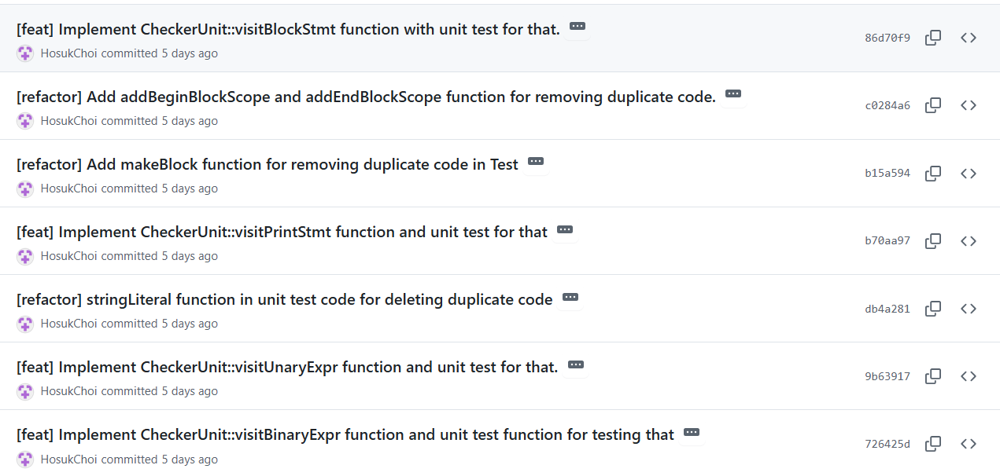 [feat] Implement CheckerUnit::visitBlockStmt function with unit test for that.
HosukChoi committed 5 days ago
86d70f9
[refactor] Add addBeginBlockScope and addEndBlockScope function for removing duplicate code.
HosukChoi committed 5 days ago
c0284a6
[refactor] Add makeBlock function for removing duplicate code in Test
HosukChoi committed 5 days ago
b15a594
[feat] Implement CheckerUnit::visitPrintStmt function and unit test for that
HosukChoi committed 5 days ago
b70aa97
[refactor] stringLiteral function in unit test code for deleting duplicate code
HosukChoi committed 5 days ago
db4a281
[feat] Implement CheckerUnit::visitUnaryExpr function and unit test for that.
HosukChoi committed 5 days ago
9b63917
[feat] Implement CheckerUnit::visitBinaryExpr function and unit test function for testing that
HosukChoi committed 5 days ago
726425d